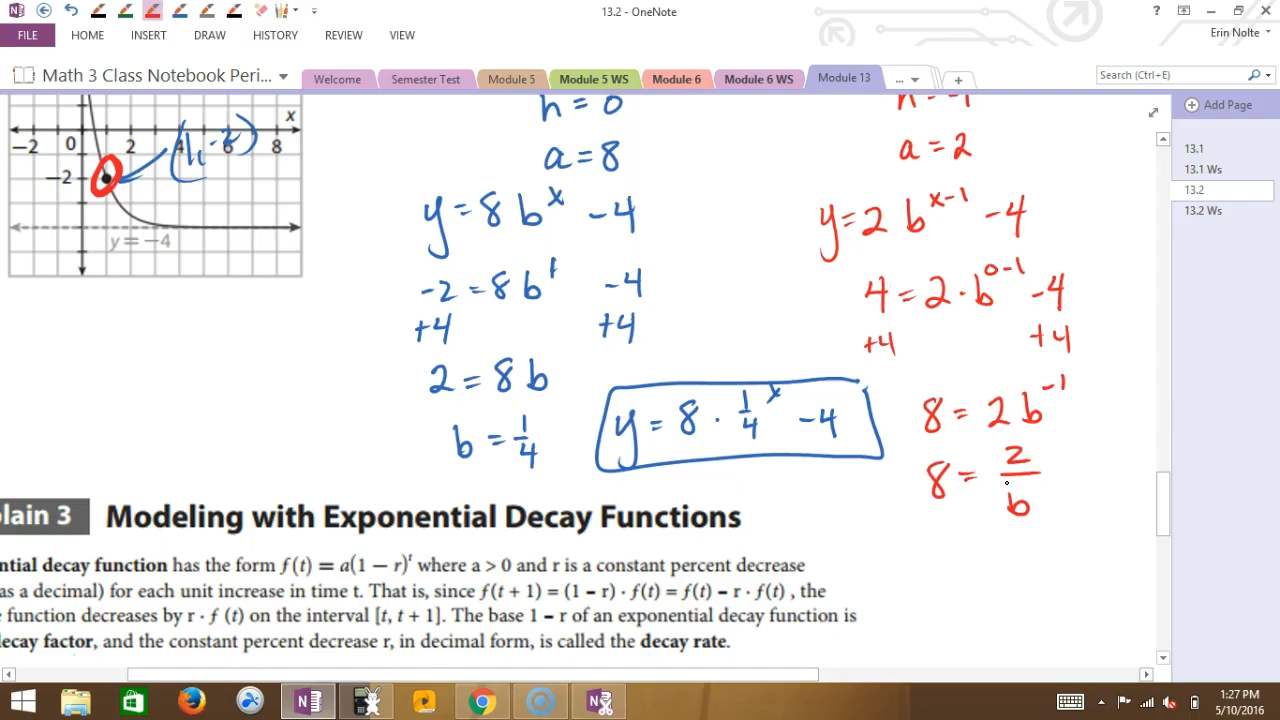 13.2 - OneNote
FILE HOME INSERT DRAW HISTORY REVIEW VIEW
Erin Nolte
Math 3 Class Notebook Peri...
Welcome Semester Test Module 5 Module 5 WS Module 6 Module 6 WS Module 13 ...
Search (Ctrl+E)
Add Page
13.1
13.1 Ws
13.2
13.2 Ws
x
-2 0 2 4 6 8
-2
y = -4
(1, -2)
h = 0
a = 8
y = 8 b^x - 4
-2 = 8 b^1 - 4
+4 +4
2 = 8 b
b = 1/4
y = 8 · 1/4^x - 4
h = -1
a = 2
y = 2 b^(x-1) - 4
4 = 2 · b^(0-1) - 4
+4 +4
8 = 2 b^-1
8 = 2/b
plain 3 Modeling with Exponential Decay Functions
ential decay function has the form f(t) = a(1 − r)^t where a > 0 and r is a constant percent decrease
as a decimal) for each unit increase in time t. That is, since f(t + 1) = (1 − r) · f(t) = f(t) − r · f(t) , the
function decreases by r · f (t) on the interval [t, t + 1]. The base 1 − r of an exponential decay function is
decay factor, and the constant percent decrease r, in decimal form, is called the decay rate.
1:27 PM
5/10/2016